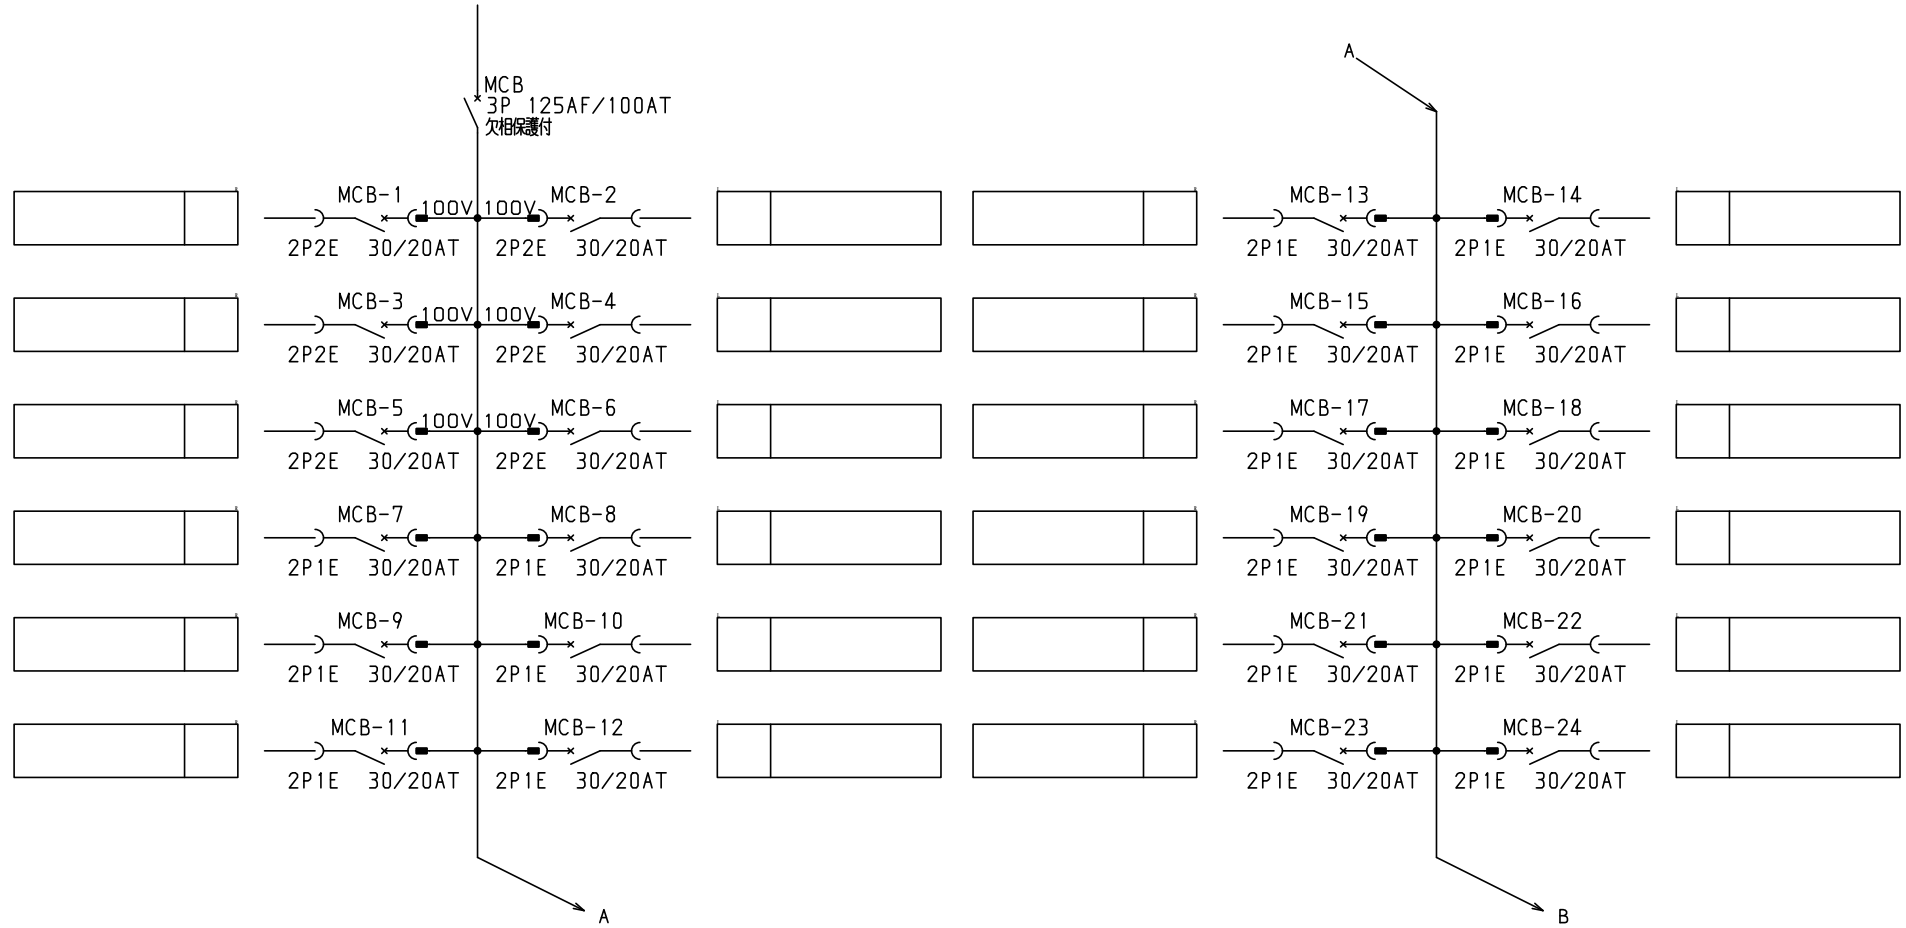 MCB
3P 125AF/100AT
欠相保護付
MCB-1 100V 100V MCB-2
2P2E 30/20AT 2P2E 30/20AT
MCB-3 100V 100V MCB-4
2P2E 30/20AT 2P2E 30/20AT
MCB-5 100V 100V MCB-6
2P2E 30/20AT 2P2E 30/20AT
MCB-7 MCB-8
2P1E 30/20AT 2P1E 30/20AT
MCB-9 MCB-10
2P1E 30/20AT 2P1E 30/20AT
MCB-11 MCB-12
2P1E 30/20AT 2P1E 30/20AT
A
A
MCB-13 MCB-14
2P1E 30/20AT 2P1E 30/20AT
MCB-15 MCB-16
2P1E 30/20AT 2P1E 30/20AT
MCB-17 MCB-18
2P1E 30/20AT 2P1E 30/20AT
MCB-19 MCB-20
2P1E 30/20AT 2P1E 30/20AT
MCB-21 MCB-22
2P1E 30/20AT 2P1E 30/20AT
MCB-23 MCB-24
2P1E 30/20AT 2P1E 30/20AT
B